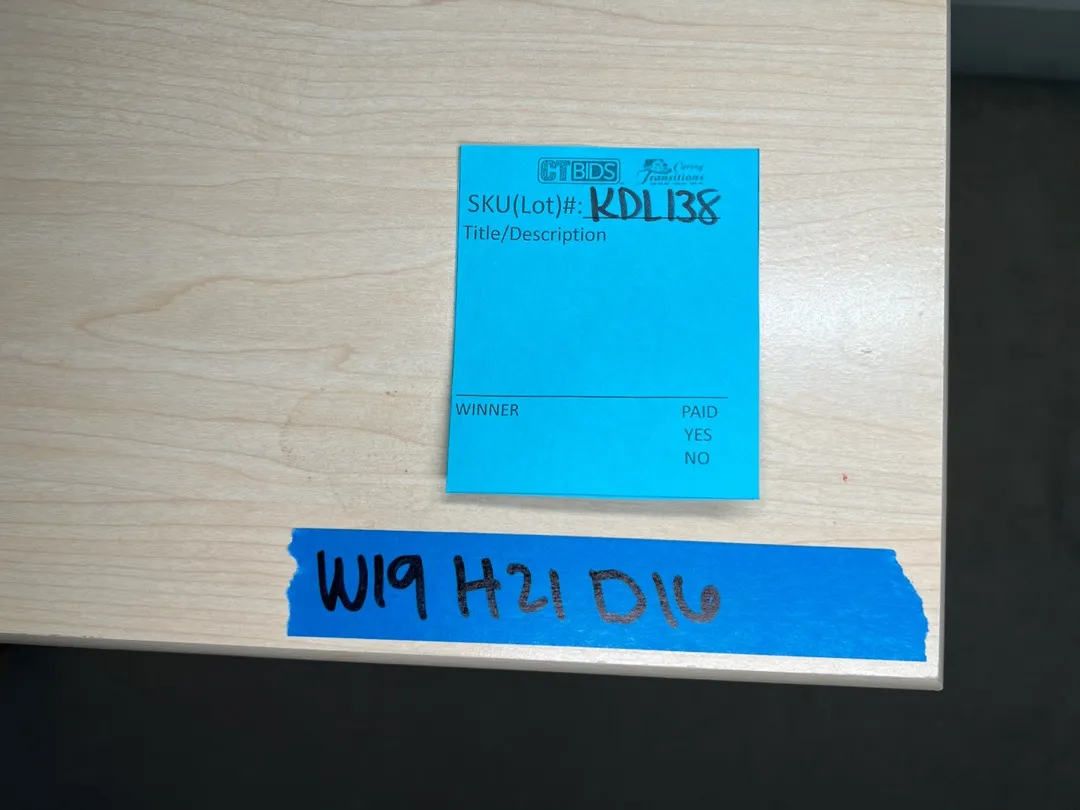 CTBIDS Caring Transitions
SKU(Lot)#: KDL138
Title/Description
WINNER PAID
YES
NO
W19 H21 D16